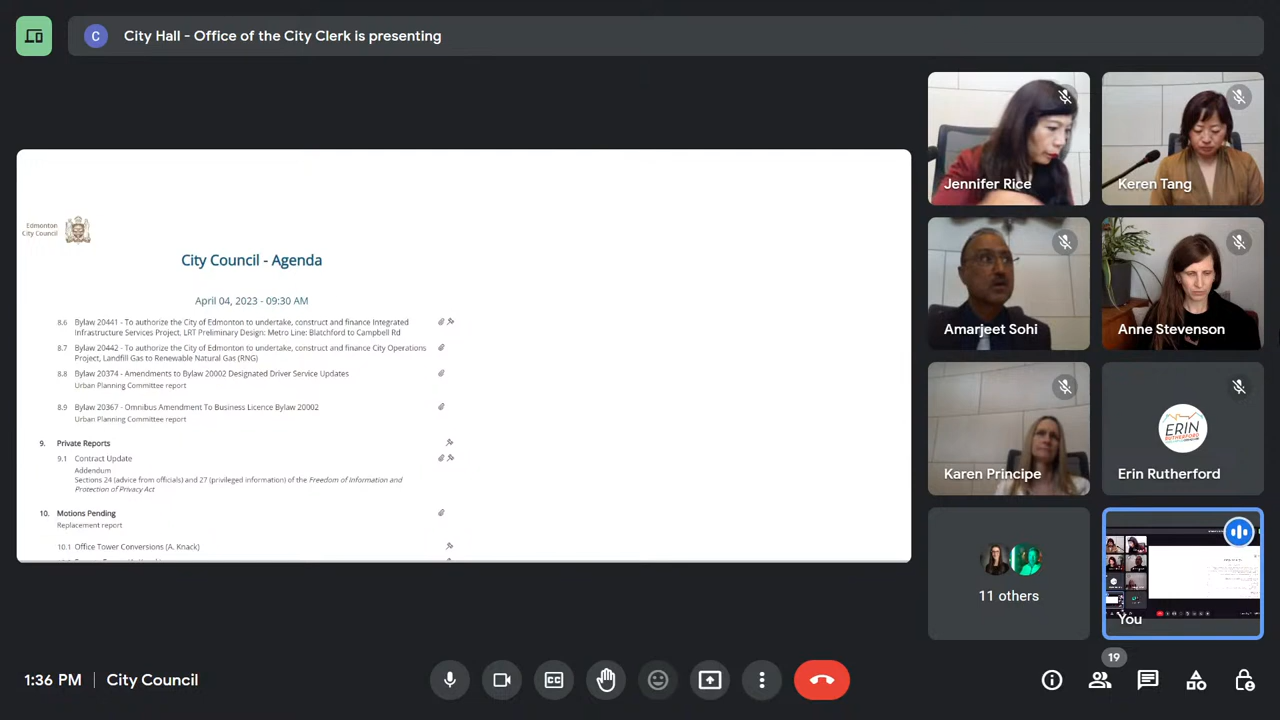 C City Hall - Office of the City Clerk is presenting
Edmonton
City Council
City Council - Agenda
April 04, 2023 - 09:30 AM
8.6 Bylaw 20441 - To authorize the City of Edmonton to undertake, construct and finance Integrated
Infrastructure Services Project, LRT Preliminary Design: Metro Line: Blatchford to Campbell Rd
8.7 Bylaw 20442 - To authorize the City of Edmonton to undertake, construct and finance City Operations
Project, Landfill Gas to Renewable Natural Gas (RNG)
8.8 Bylaw 20374 - Amendments to Bylaw 20002 Designated Driver Service Updates
Urban Planning Committee report
8.9 Bylaw 20367 - Omnibus Amendment To Business Licence Bylaw 20002
Urban Planning Committee report
9. Private Reports
9.1 Contract Update
Addendum
Sections 24 (advice from officials) and 27 (privileged information) of the Freedom of Information and
Protection of Privacy Act
10. Motions Pending
Replacement report
10.1 Office Tower Conversions (A. Knack)
Jennifer Rice
Keren Tang
Amarjeet Sohi
Anne Stevenson
Karen Principe
ERIN
RUTHERFORD
Erin Rutherford
11 others
You
1:36 PM | City Council
CC
19